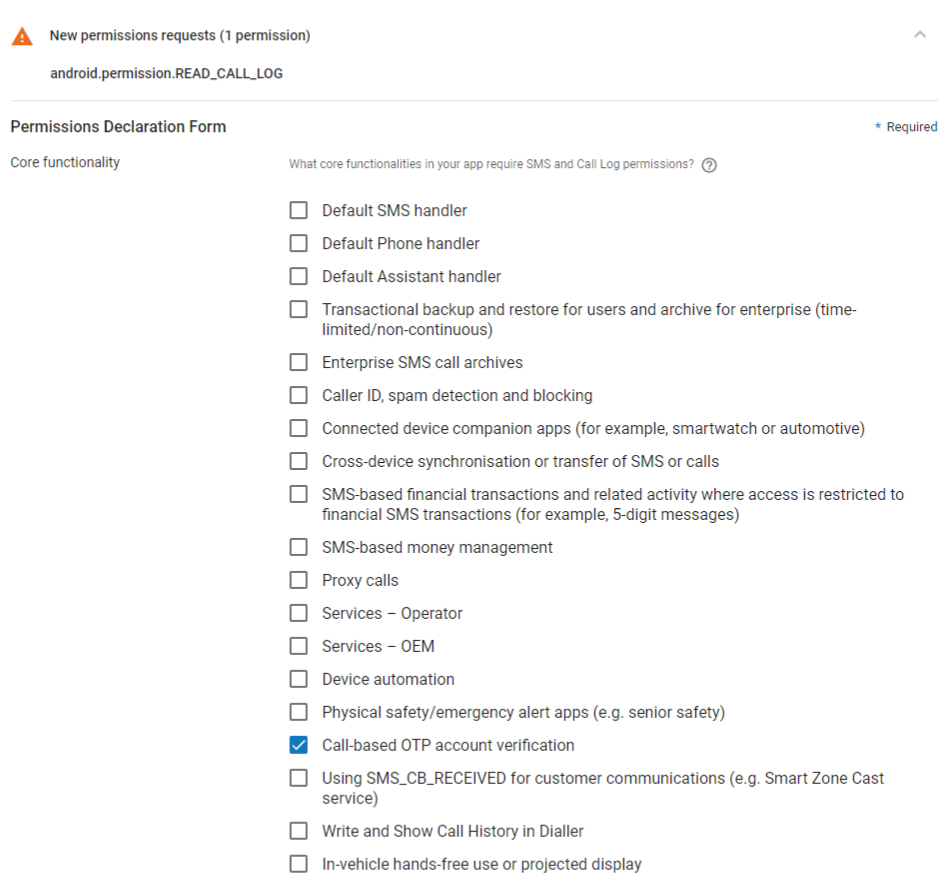 New permissions requests (1 permission)
android.permission.READ_CALL_LOG
Permissions Declaration Form
* Required
Core functionality
What core functionalities in your app require SMS and Call Log permissions? ?
Default SMS handler
Default Phone handler
Default Assistant handler
Transactional backup and restore for users and archive for enterprise (time-
limited/non-continuous)
Enterprise SMS call archives
Caller ID, spam detection and blocking
Connected device companion apps (for example, smartwatch or automotive)
Cross-device synchronisation or transfer of SMS or calls
SMS-based financial transactions and related activity where access is restricted to
financial SMS transactions (for example, 5-digit messages)
SMS-based money management
Proxy calls
Services – Operator
Services – OEM
Device automation
Physical safety/emergency alert apps (e.g. senior safety)
Call-based OTP account verification
Using SMS_CB_RECEIVED for customer communications (e.g. Smart Zone Cast
service)
Write and Show Call History in Dialler
In-vehicle hands-free use or projected display